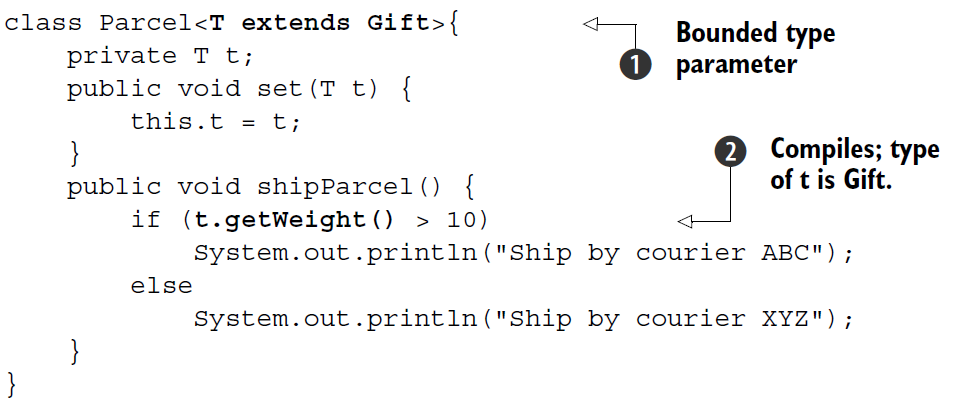 class Parcel<T extends Gift>{
Bounded type
1 parameter
    private T t;
    public void set(T t) {
        this.t = t;
    }
2 Compiles; type
of t is Gift.
    public void shipParcel() {
        if (t.getWeight() > 10)
            System.out.println("Ship by courier ABC");
        else
            System.out.println("Ship by courier XYZ");
    }
}